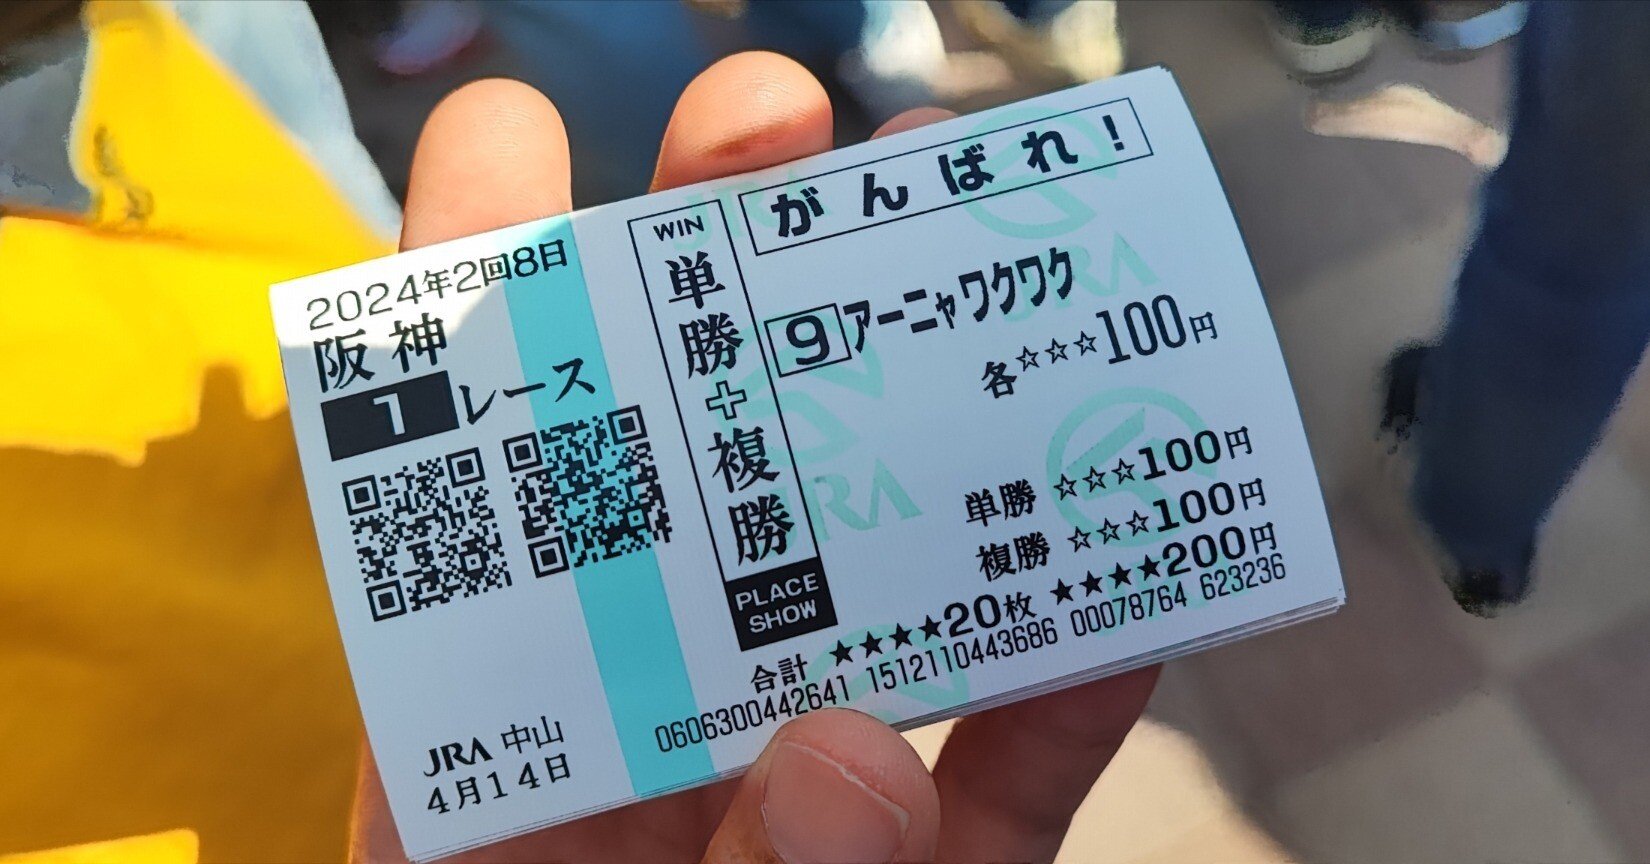 2024年2回8日
阪神
1レース
JRA 中山
4月14日
WIN
単勝+複勝
PLACE
SHOW
がんばれ!
9 アーニャワクワク
各☆☆☆100円
単勝 ☆☆☆100円
複勝 ☆☆☆100円
合計 ★★★★20枚 ★★★★200円
0606300442641 1512110443686 00078764 623236
JRA
JRA
JRA